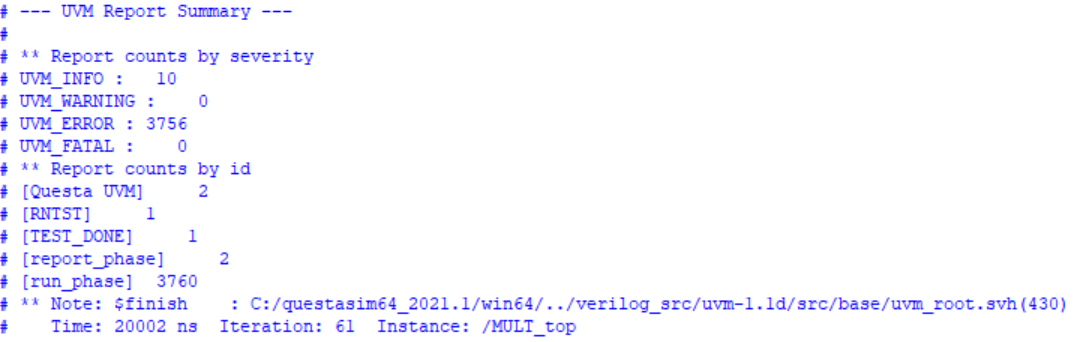 # --- UVM Report Summary ---
#
# ** Report counts by severity
# UVM_INFO :   10
# UVM_WARNING :    0
# UVM_ERROR : 3756
# UVM_FATAL :    0
# ** Report counts by id
# [Questa UVM]     2
# [RNTST]     1
# [TEST_DONE]     1
# [report_phase]     2
# [run_phase]  3760
# ** Note: $finish    : C:/questasim64_2021.1/win64/../verilog_src/uvm-1.1d/src/base/uvm_root.svh(430)
#    Time: 20002 ns  Iteration: 61  Instance: /MULT_top